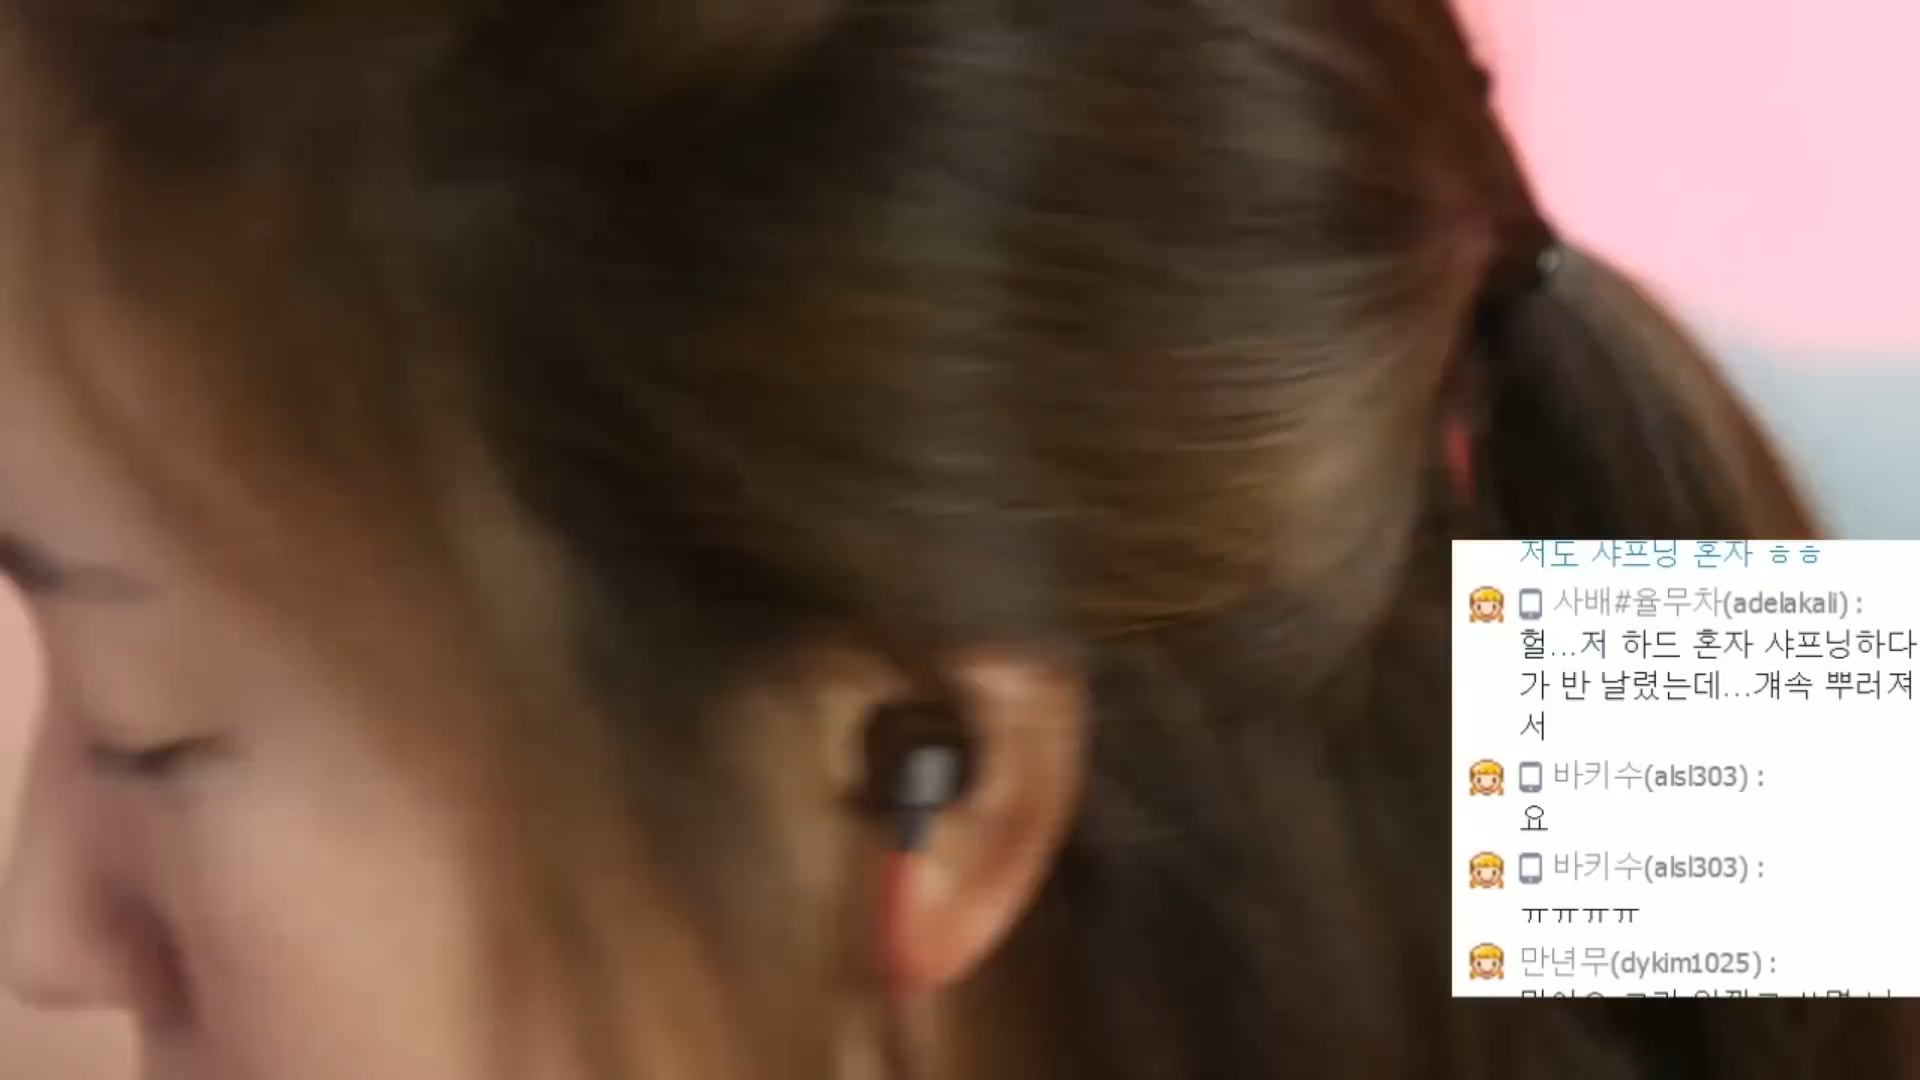 저도 샤프닝 혼자 ㅎㅎ
사배#율무차(adelakali) :
헐...저 하드 혼자 샤프닝하다
가 반 날렸는데...걔속 뿌러져
서
바키수(alsl303) :
요
바키수(alsl303) :
ㅠㅠㅠㅠ
만년무(dykim1025) :